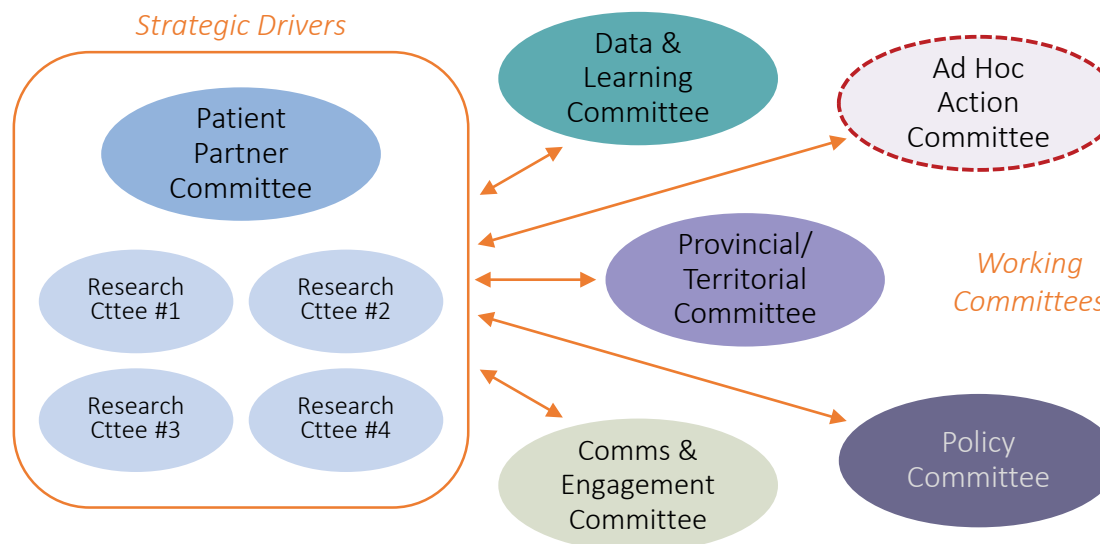 Strategic Drivers
Patient
Partner
Committee
Research
Cttee #1
Research
Cttee #2
Research
Cttee #3
Research
Cttee #4
Data &
Learning
Committee
Ad Hoc
Action
Committee
Provincial/
Territorial
Committee
Working
Committees
Comms &
Engagement
Committee
Policy
Committee